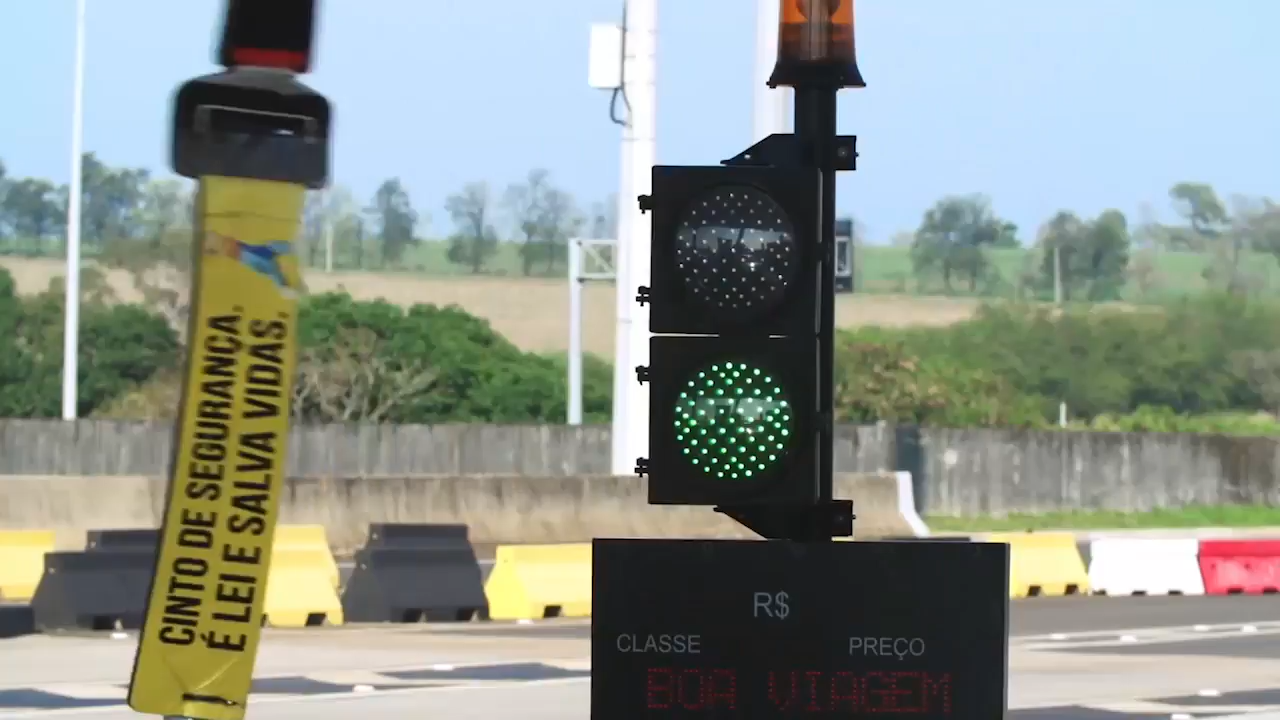 CINTO DE SEGURANÇA,
É LEI E SALVA VIDAS,
R$
CLASSE PREÇO
BOA VIAGEM